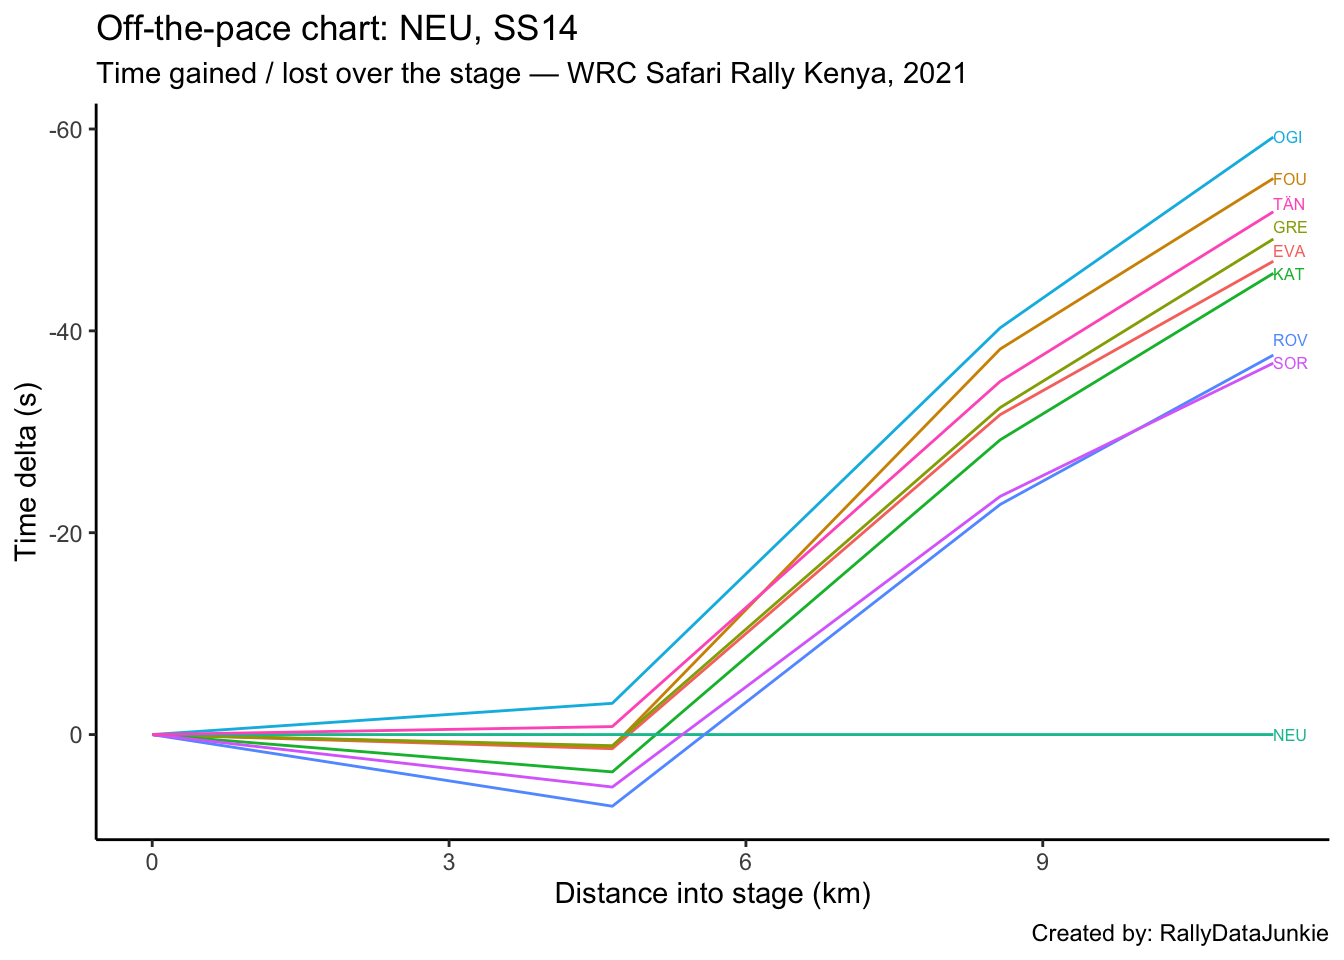 Off-the-pace chart: NEU, SS14
Time gained / lost over the stage — WRC Safari Rally Kenya, 2021
-60
-40
-20
0
Time delta (s)
OGI
FOU
TÄN
GRE
EVA
KAT
ROV
SOR
NEU
0 3 6 9
Distance into stage (km)
Created by: RallyDataJunkie